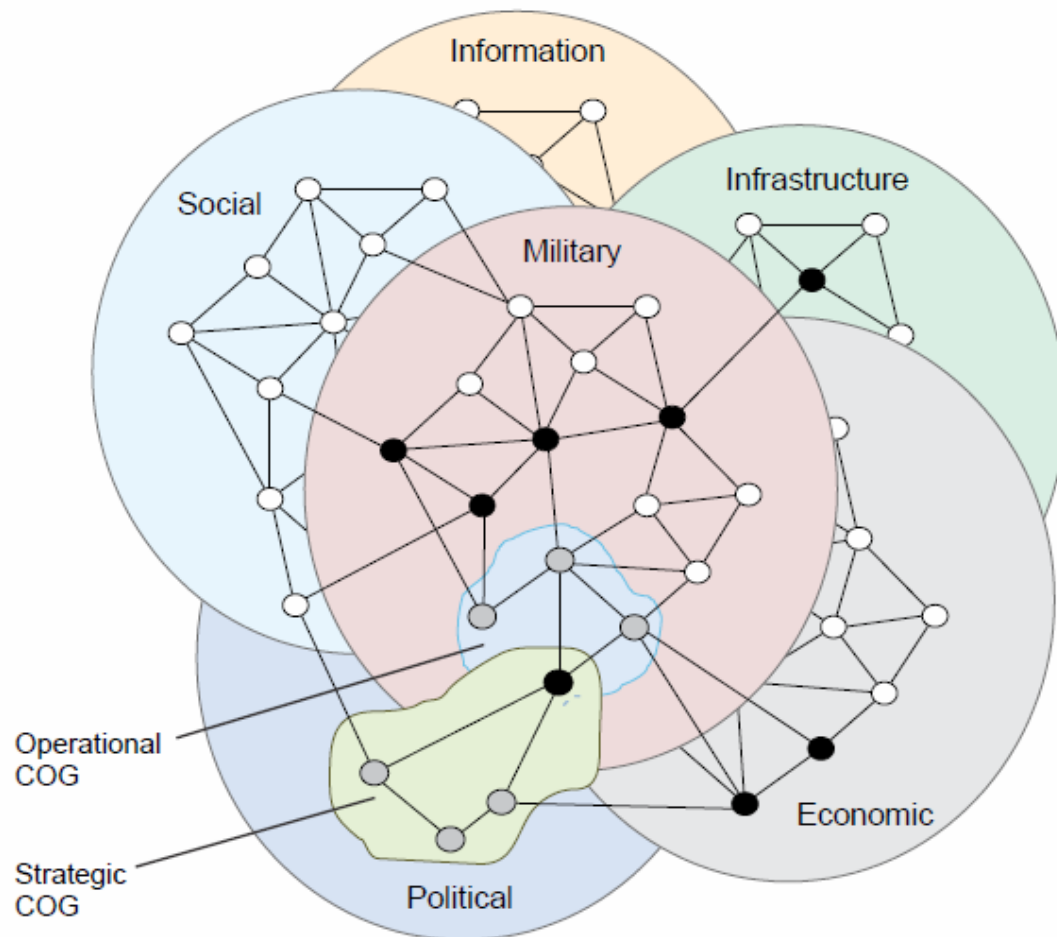 Information
Infrastructure
Social
Military
Operational
COG
Economic
Strategic
COG
Political